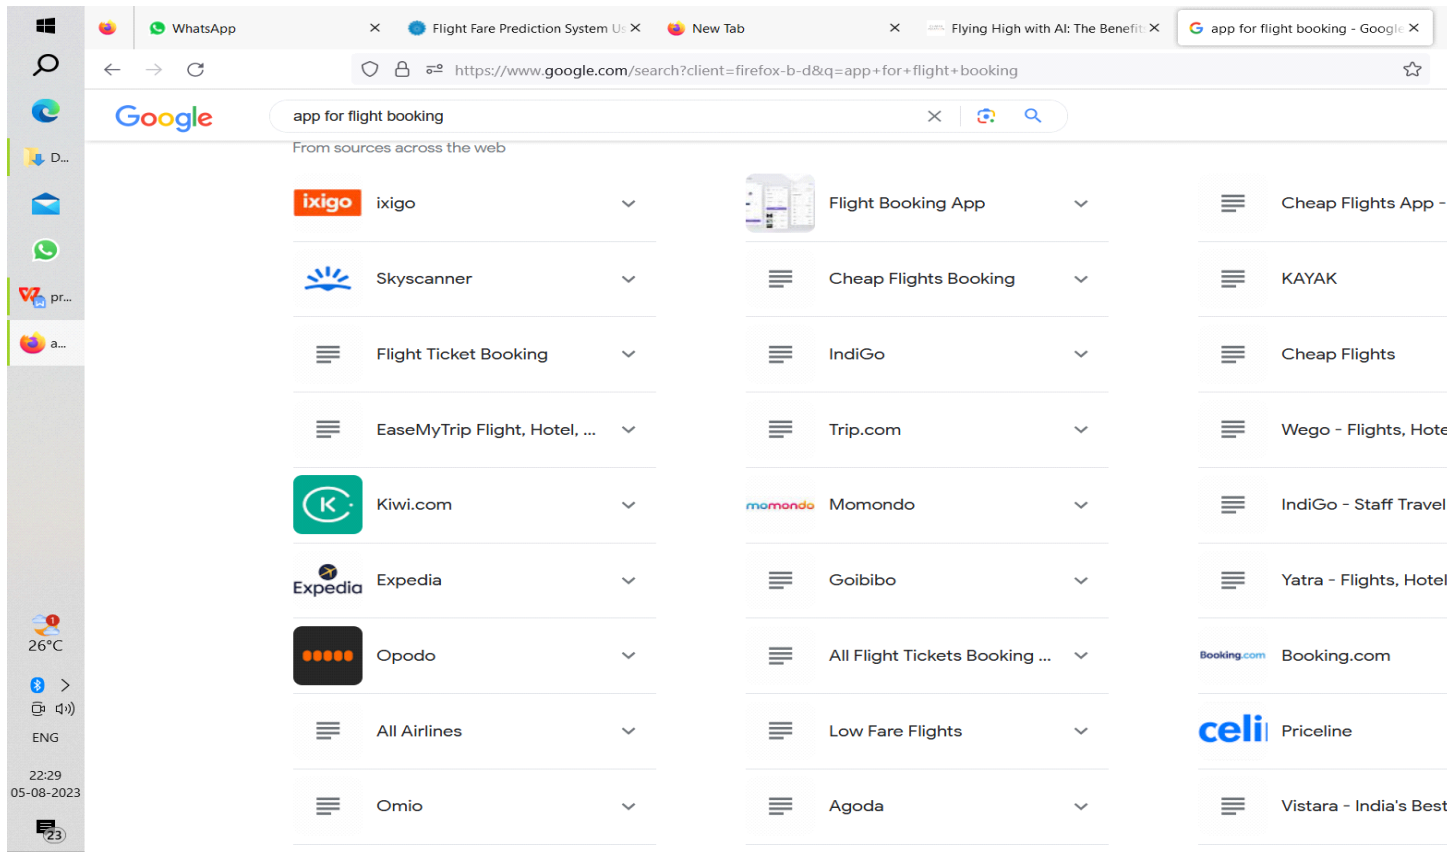 WhatsApp
Flight Fare Prediction System Us
New Tab
Flying High with AI: The Benefit
app for flight booking - Google
https://www.google.com/search?client=firefox-b-d&q=app+for+flight+booking
Google
app for flight booking
From sources across the web
ixigo
ixigo
Flight Booking App
Cheap Flights App -
Skyscanner
Cheap Flights Booking
KAYAK
Flight Ticket Booking
IndiGo
Cheap Flights
EaseMyTrip Flight, Hotel, ...
Trip.com
Wego - Flights, Hote
Kiwi.com
momondo
Momondo
IndiGo - Staff Travel
Expedia
Expedia
Goibibo
Yatra - Flights, Hotel
Opodo
All Flight Tickets Booking ...
Booking.com
Booking.com
All Airlines
Low Fare Flights
celi
Priceline
Omio
Agoda
Vistara - India's Best
D...
pr...
a...
1
26°C
ENG
22:29
05-08-2023
23